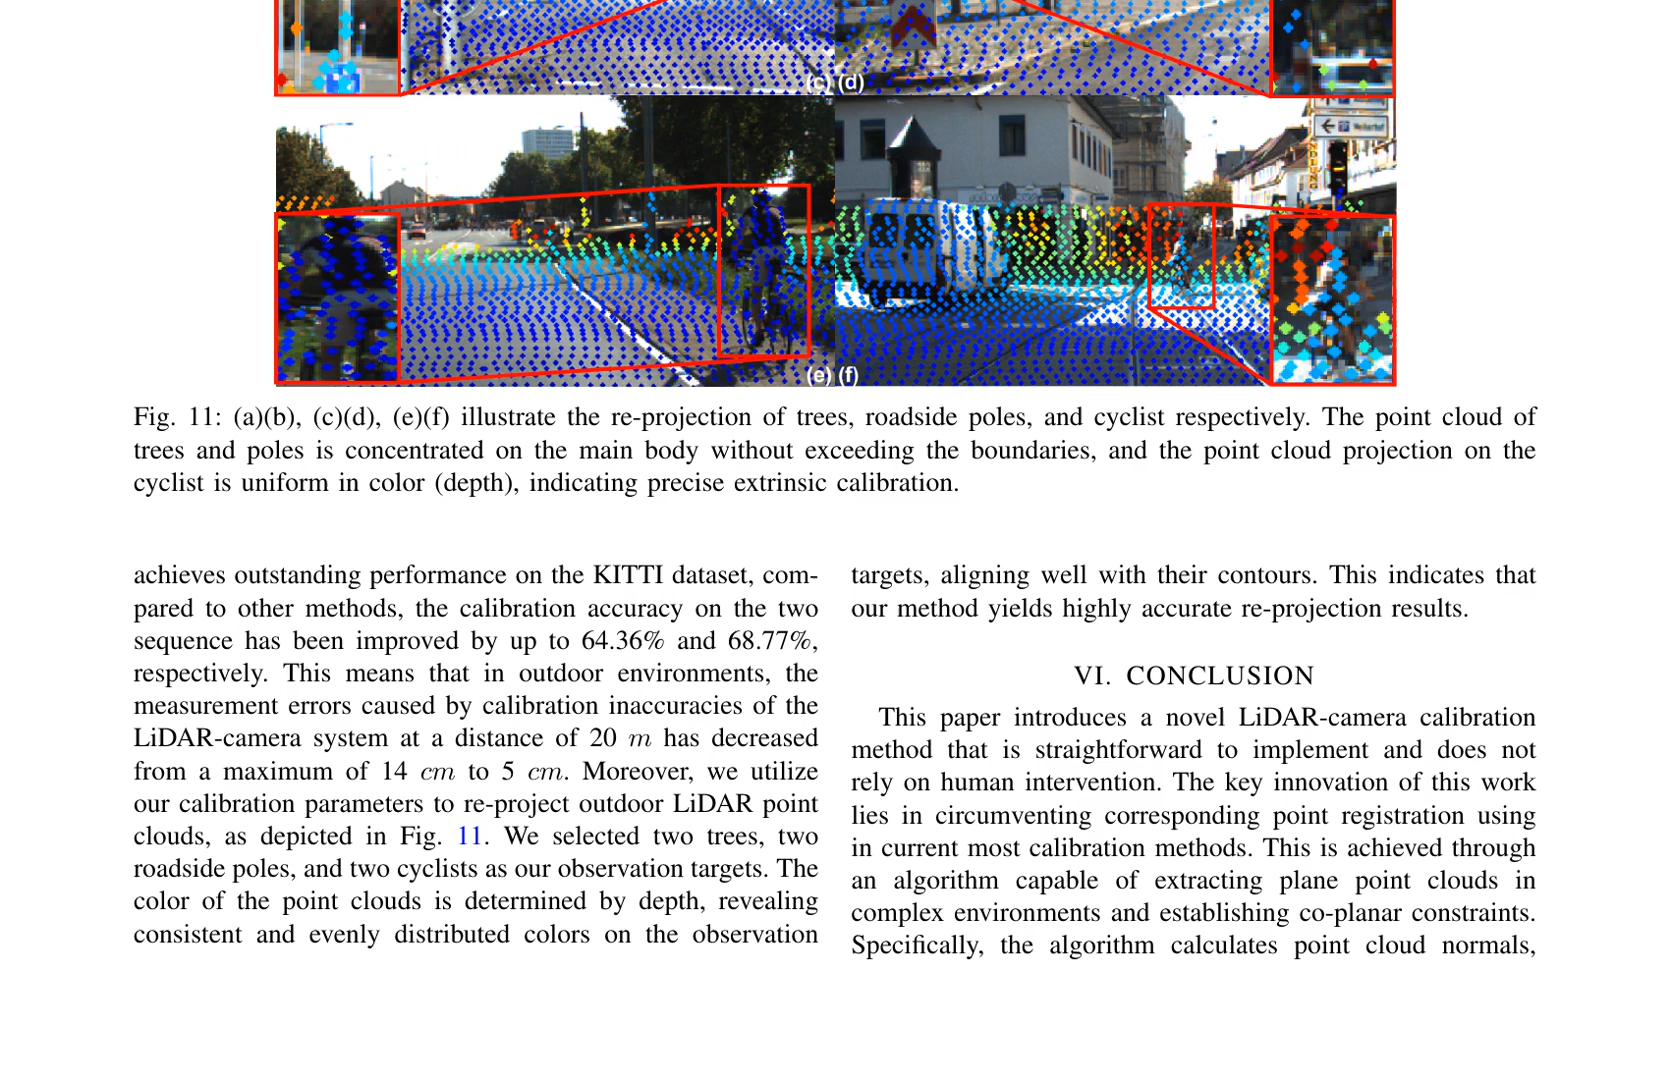 (c) (d)
(e) (f)
Fig. 11: (a)(b), (c)(d), (e)(f) illustrate the re-projection of trees, roadside poles, and cyclist respectively. The point cloud of
trees and poles is concentrated on the main body without exceeding the boundaries, and the point cloud projection on the
cyclist is uniform in color (depth), indicating precise extrinsic calibration.
achieves outstanding performance on the KITTI dataset, com-
pared to other methods, the calibration accuracy on the two
sequence has been improved by up to 64.36% and 68.77%,
respectively. This means that in outdoor environments, the
measurement errors caused by calibration inaccuracies of the
LiDAR-camera system at a distance of 20 m has decreased
from a maximum of 14 cm to 5 cm. Moreover, we utilize
our calibration parameters to re-project outdoor LiDAR point
clouds, as depicted in Fig. 11. We selected two trees, two
roadside poles, and two cyclists as our observation targets. The
color of the point clouds is determined by depth, revealing
consistent and evenly distributed colors on the observation
targets, aligning well with their contours. This indicates that
our method yields highly accurate re-projection results.
VI. CONCLUSION
This paper introduces a novel LiDAR-camera calibration
method that is straightforward to implement and does not
rely on human intervention. The key innovation of this work
lies in circumventing corresponding point registration using
in current most calibration methods. This is achieved through
an algorithm capable of extracting plane point clouds in
complex environments and establishing co-planar constraints.
Specifically, the algorithm calculates point cloud normals,